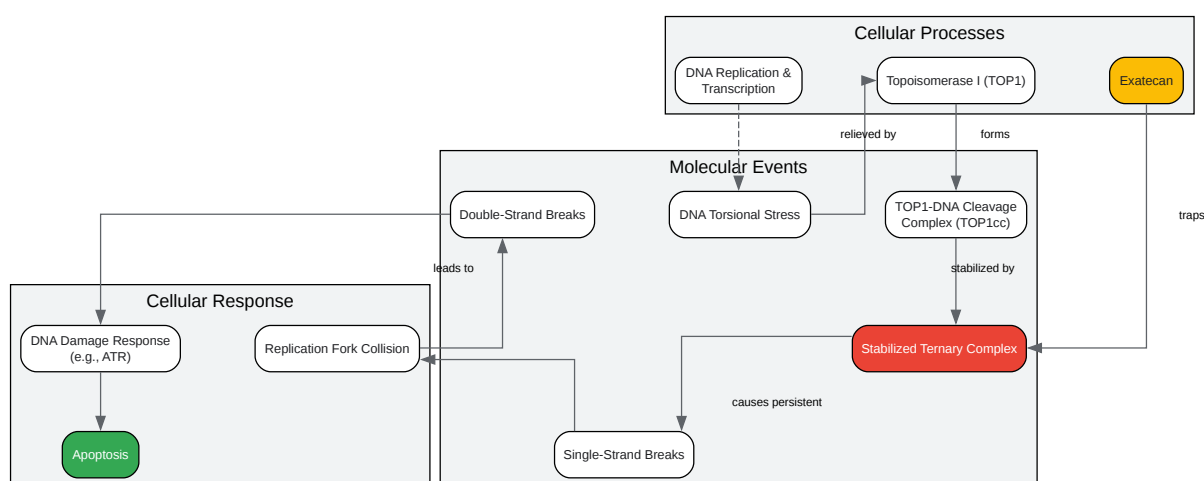 Cellular Processes
DNA Replication &
Transcription
Topoisomerase I (TOP1)
Exatecan
relieved by
forms
Molecular Events
Double-Strand Breaks
DNA Torsional Stress
TOP1-DNA Cleavage
Complex (TOP1cc)
traps
leads to
stabilized by
Cellular Response
DNA Damage Response
(e.g., ATR)
Replication Fork Collision
Stabilized Ternary Complex
causes persistent
Apoptosis
Single-Strand Breaks